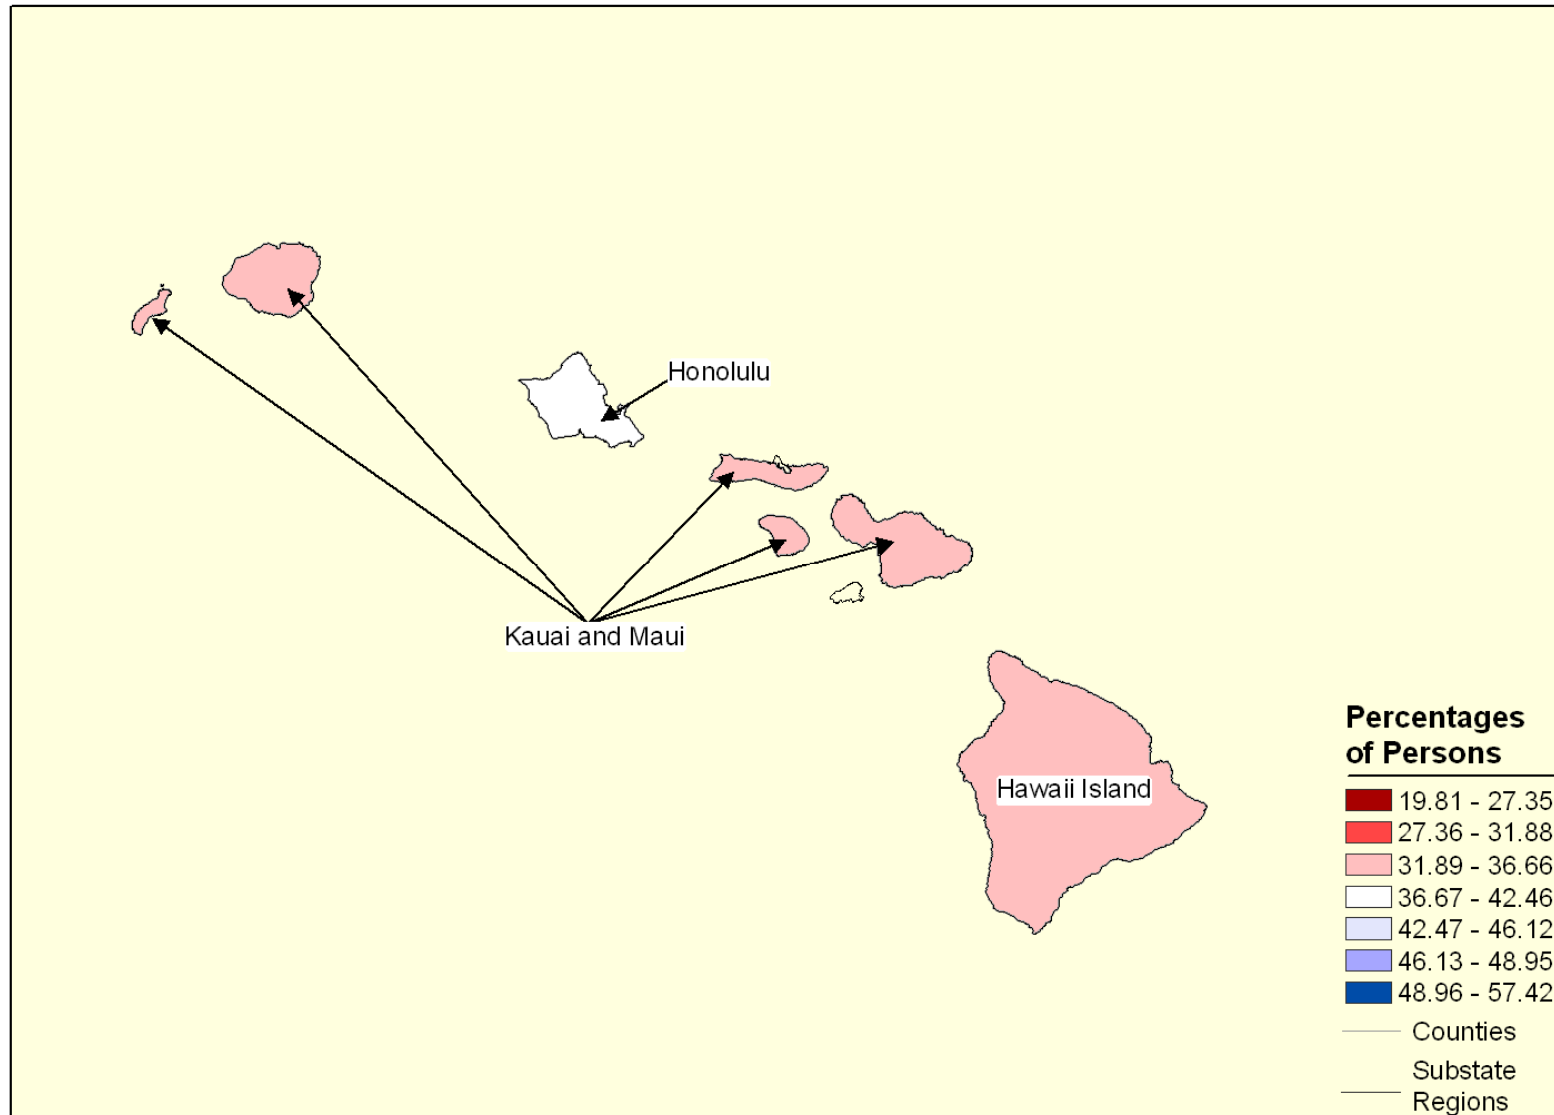 Honolulu
Kauai and Maui
Hawaii Island
Percentages
of Persons
19.81 - 27.35
27.36 - 31.88
31.89 - 36.66
36.67 - 42.46
42.47 - 46.12
46.13 - 48.95
48.96 - 57.42
Counties
Substate
Regions